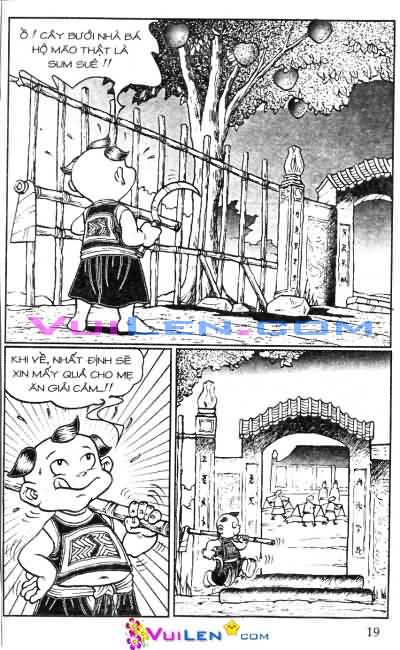 Ồ! CÂY BƯỞI NHÀ BÁ
HỘ MÃO THẬT LÀ
SUM SUÊ!!
VUILEN.COM
KHI VỀ, NHẤT ĐỊNH SẼ
XIN MẤY QUẢ CHO MẸ
ĂN GIẢI CẢM...!!
19
VUILEN.COM